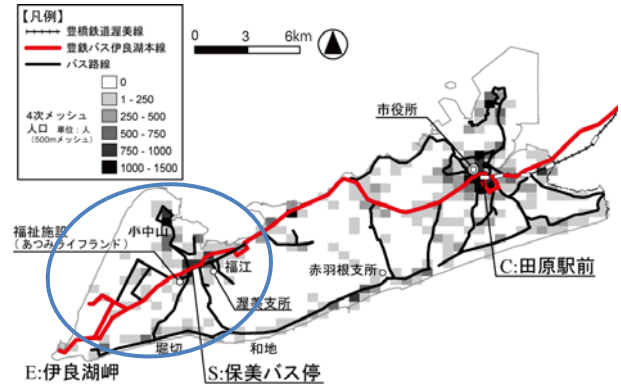 【凡例】
豊橋鉄道渥美線
豊鉄バス伊良湖本線
バス路線
4次メッシュ
人口 単位:人
(500mメッシュ)
0
1 - 250
250 - 500
500 - 750
750 - 1000
1000 - 1500
0 3 6km
市役所
福祉施設
(あつみライフランド)
小中山
福江
渥美支所
赤羽根支所
C:田原駅前
堀切
和地
E:伊良湖岬
S:保美バス停